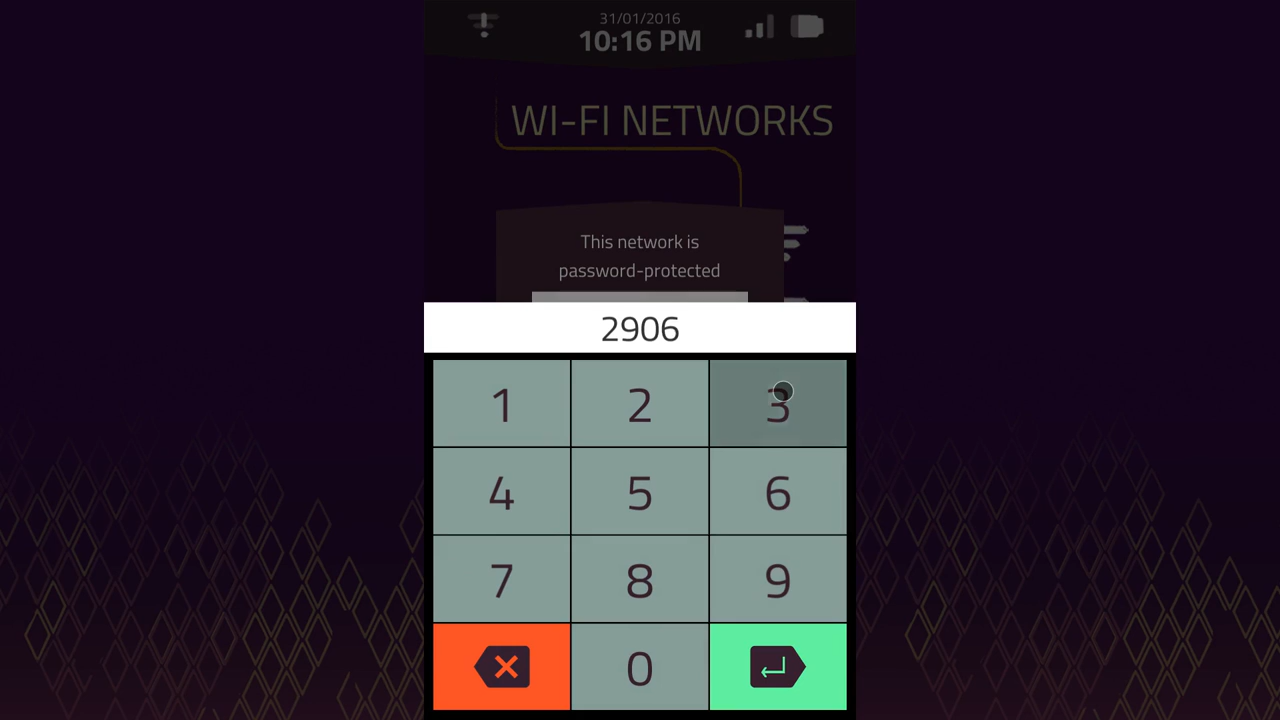 31/01/2016
10:16 PM
WI-FI NETWORKS
This network is
password-protected
2906
1 2 3
4 5 6
7 8 9
0